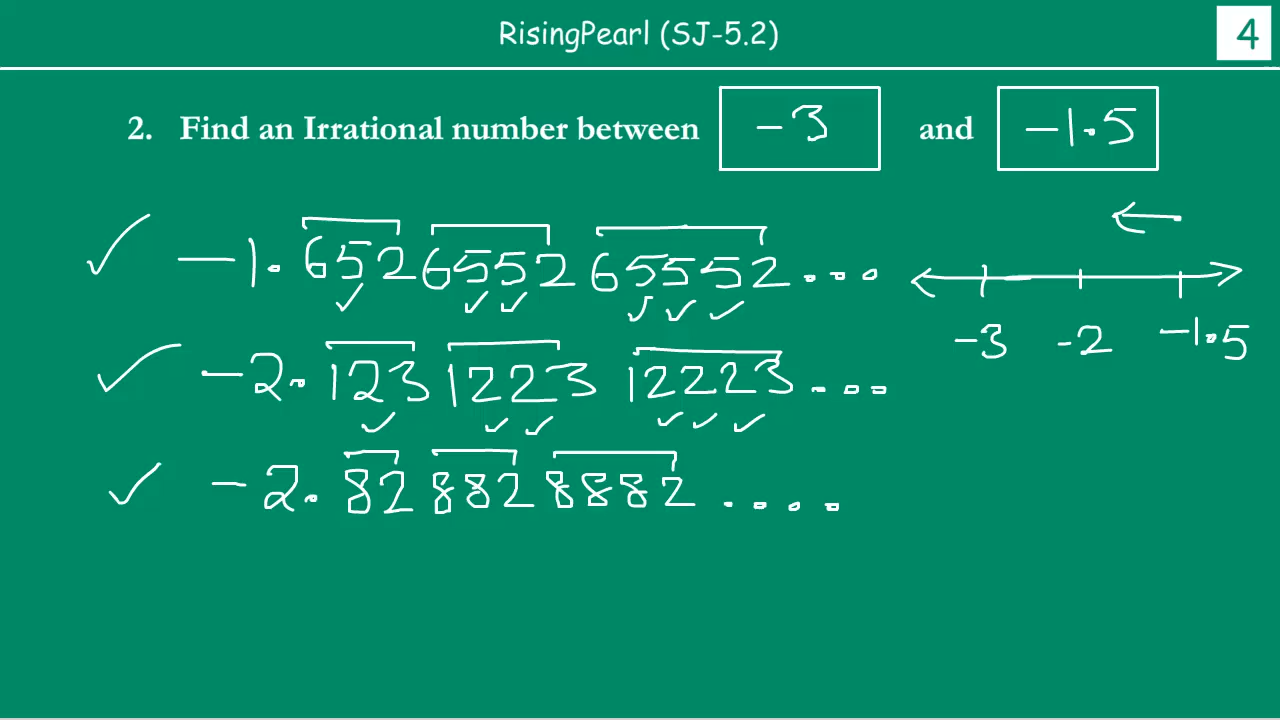 RisingPearl (SJ-5.2)
4
2. Find an Irrational number between -3 and -1.5
-1.652655265552...
-3 -2 -1.5
-2.123122312223...
-2.828828882....